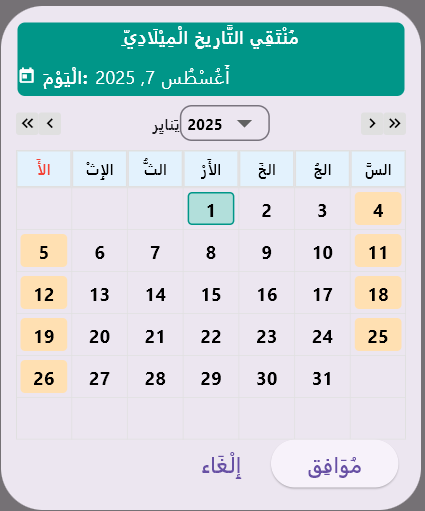 مُنْتَقِي التَّارِيخِ الْمِيْلَادِيِّ
الْيَوْمَ: أَغُسْطُس 7, 2025
يَنايِر 2025
الأَ الإِثْ الثُّ الأَرْ الخَ الجُ السَّ
1 2 3 4
5 6 7 8 9 10 11
12 13 14 15 16 17 18
19 20 21 22 23 24 25
26 27 28 29 30 31
إِلْغَاء مُوَافِق